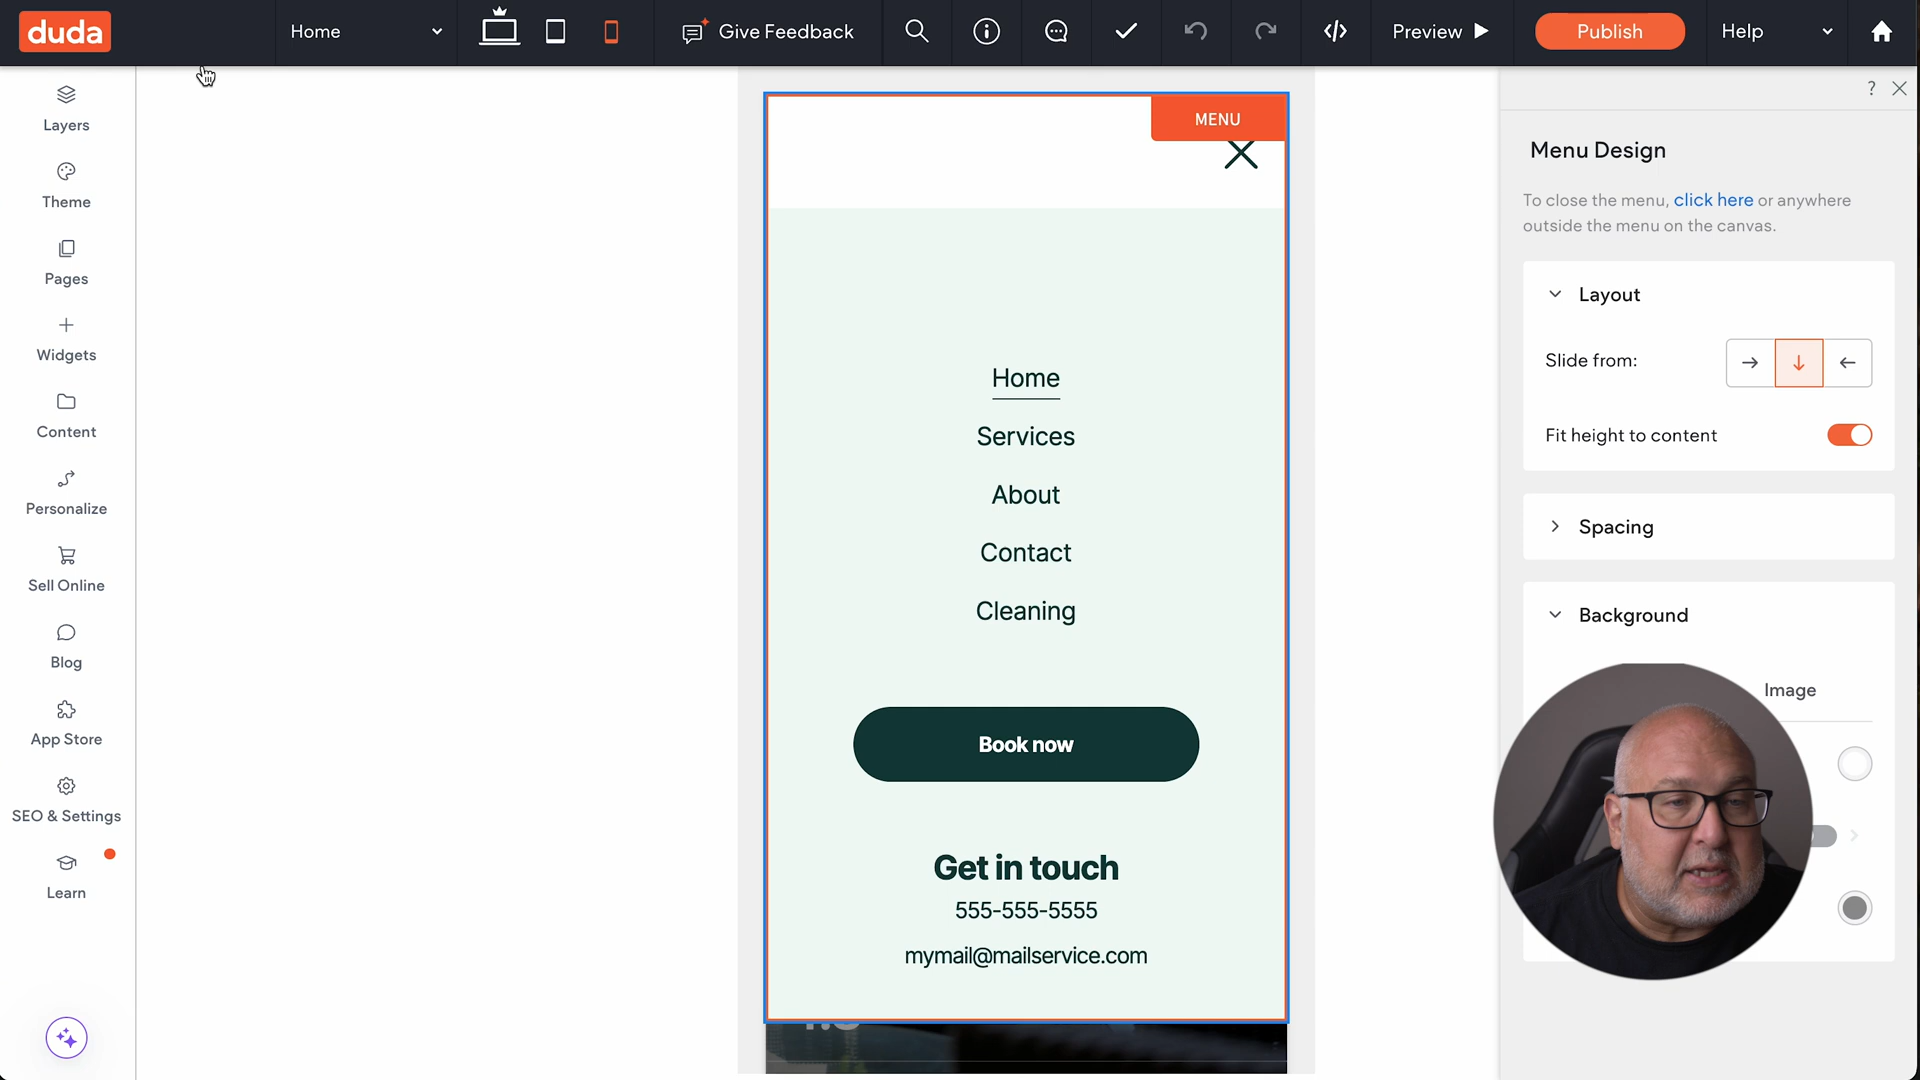 duda
Home
Give Feedback
Preview
Publish
Help
Layers
Theme
Pages
Widgets
Content
Personalize
Sell Online
Blog
App Store
SEO & Settings
Learn
MENU
Home
Services
About
Contact
Cleaning
Book now
Get in touch
555-555-5555
mymail@mailservice.com
?
Menu Design
To close the menu, click here or anywhere
outside the menu on the canvas.
Layout
Slide from:
Fit height to content
Spacing
Background
Image